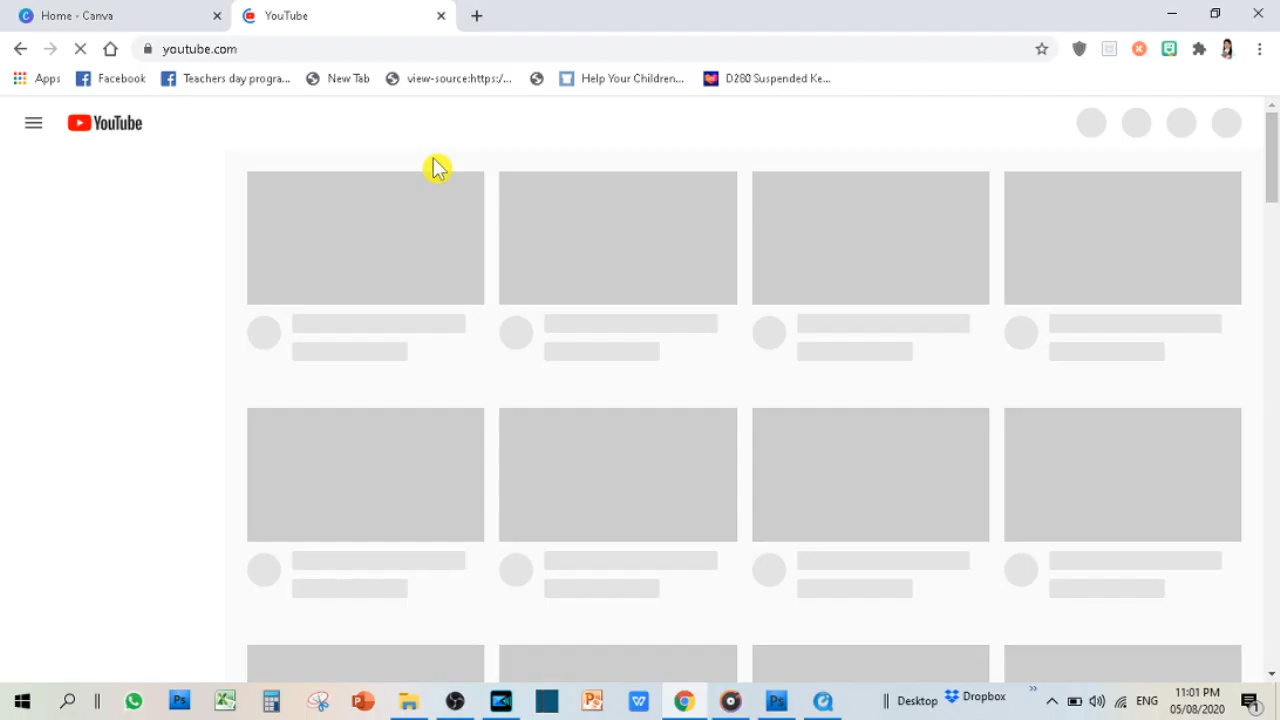 Home - Canva
YouTube
youtube.com
Apps
Facebook
Teachers day progra...
New Tab
view-source:https:/...
Help Your Children...
D280 Suspended Ke...
YouTube
Desktop
Dropbox
ENG
11:01 PM
05/08/2020